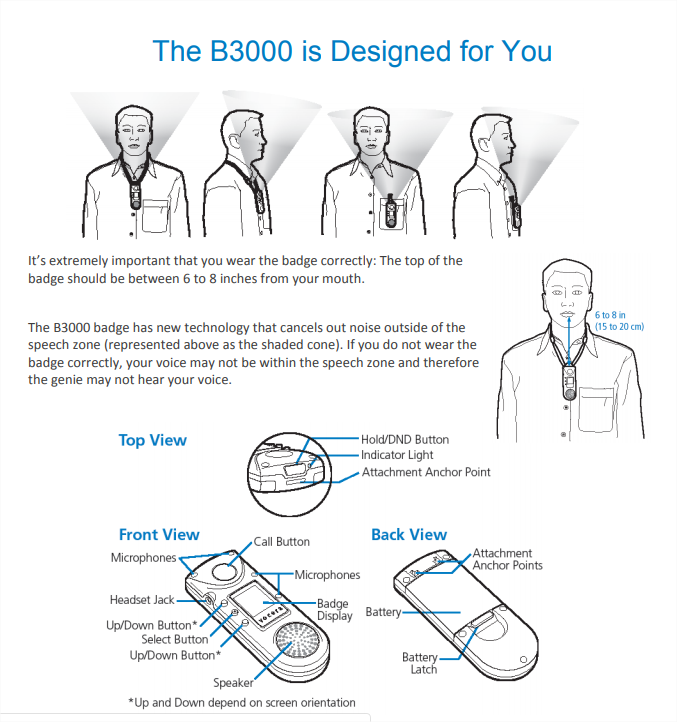 The B3000 is Designed for You
It's extremely important that you wear the badge correctly: The top of the
badge should be between 6 to 8 inches from your mouth.
6 to 8 in
(15 to 20 cm)
The B3000 badge has new technology that cancels out noise outside of the
speech zone (represented above as the shaded cone). If you do not wear the
badge correctly, your voice may not be within the speech zone and therefore
the genie may not hear your voice.
Top View
Hold/DND Button
Indicator Light
Attachment Anchor Point
Front View
Call Button
Microphones
Microphones
Headset Jack
Badge
Display
vocera
Up/Down Button*
Select Button
Up/Down Button*
Speaker
Back View
Attachment
Anchor Points
Battery
Battery
Latch
*Up and Down depend on screen orientation